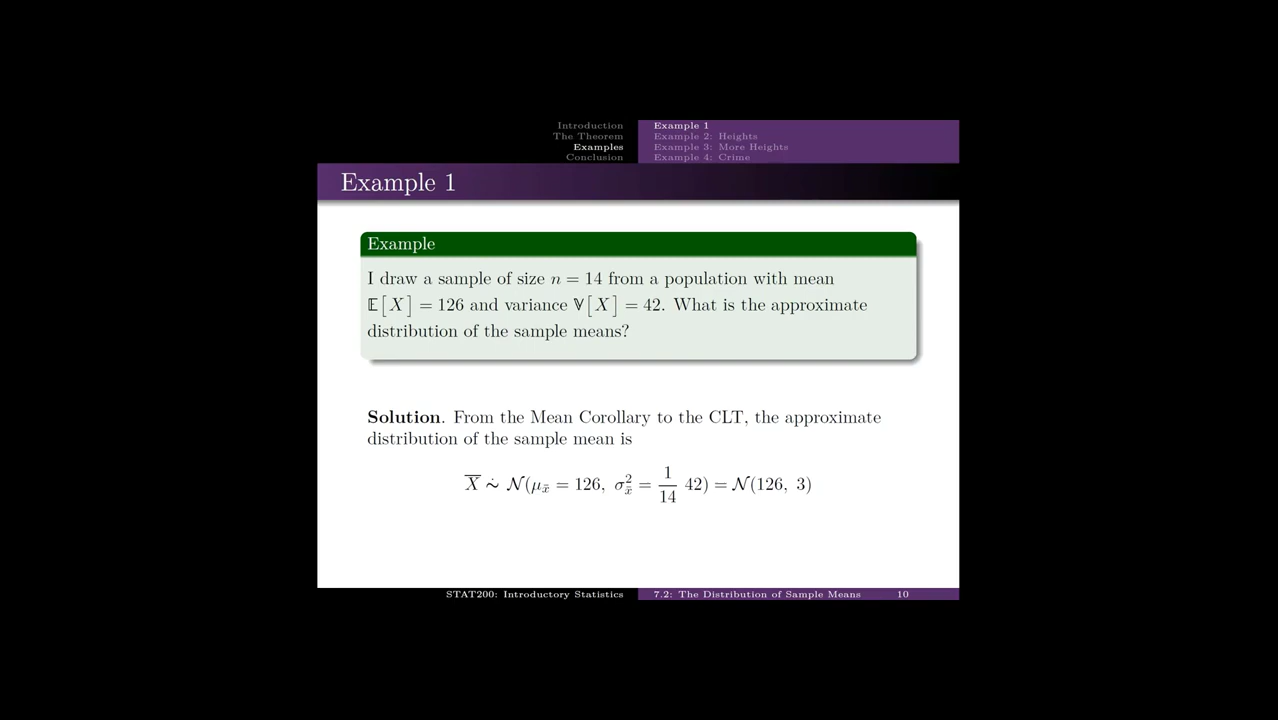 Introduction
The Theorem
Examples
Conclusion
Example 1
Example 2: Heights
Example 3: More Heights
Example 4: Crime
Example 1
Example
I draw a sample of size n = 14 from a population with mean
𝔼[X] = 126 and variance 𝕍[X] = 42. What is the approximate
distribution of the sample means?
Solution. From the Mean Corollary to the CLT, the approximate
distribution of the sample mean is
X̅ ∼̇ 𝒩(μx̄ = 126, σ²x̄ = 1/14 42) = 𝒩(126, 3)
STAT200: Introductory Statistics 7.2: The Distribution of Sample Means 10